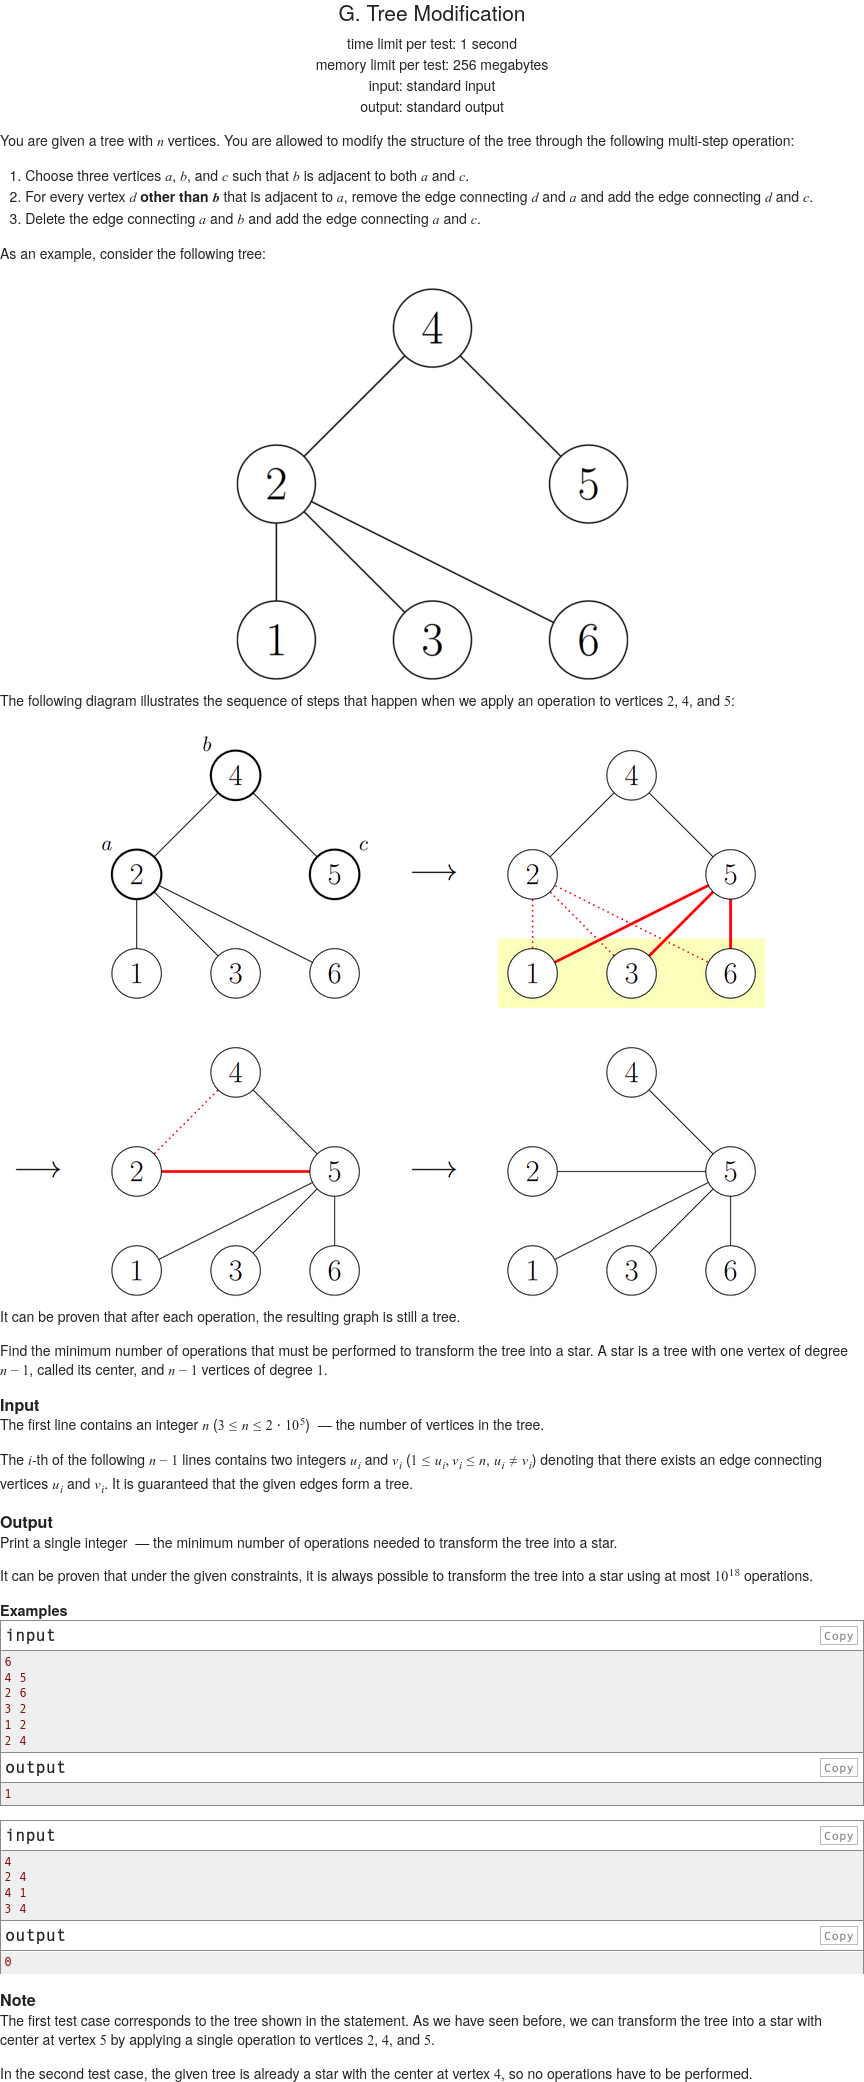 G. Tree Modification
time limit per test: 1 second
memory limit per test: 256 megabytes
input: standard input
output: standard output
You are given a tree with n vertices. You are allowed to modify the structure of the tree through the following multi-step operation:
1. Choose three vertices a, b, and c such that b is adjacent to both a and c.
2. For every vertex d other than b that is adjacent to a, remove the edge connecting d and a and add the edge connecting d and c.
3. Delete the edge connecting a and b and add the edge connecting a and c.
As an example, consider the following tree:
4
2 5
1 3 6
The following diagram illustrates the sequence of steps that happen when we apply an operation to vertices 2, 4, and 5:
b
4 4
a c
2 5 → 2 5
1 3 6 1 3 6
4 4
→ 2 5 → 2 5
1 3 6 1 3 6
It can be proven that after each operation, the resulting graph is still a tree.
Find the minimum number of operations that must be performed to transform the tree into a star. A star is a tree with one vertex of degree
n − 1, called its center, and n − 1 vertices of degree 1.
Input
The first line contains an integer n (3 ≤ n ≤ 2 · 10⁵)  — the number of vertices in the tree.
The i-th of the following n − 1 lines contains two integers uᵢ and vᵢ (1 ≤ uᵢ, vᵢ ≤ n, uᵢ ≠ vᵢ) denoting that there exists an edge connecting
vertices uᵢ and vᵢ. It is guaranteed that the given edges form a tree.
Output
Print a single integer  — the minimum number of operations needed to transform the tree into a star.
It can be proven that under the given constraints, it is always possible to transform the tree into a star using at most 10¹⁸ operations.
Examples
input Copy
6
4 5
2 6
3 2
1 2
2 4
output Copy
1
input Copy
4
2 4
4 1
3 4
output Copy
0
Note
The first test case corresponds to the tree shown in the statement. As we have seen before, we can transform the tree into a star with
center at vertex 5 by applying a single operation to vertices 2, 4, and 5.
In the second test case, the given tree is already a star with the center at vertex 4, so no operations have to be performed.